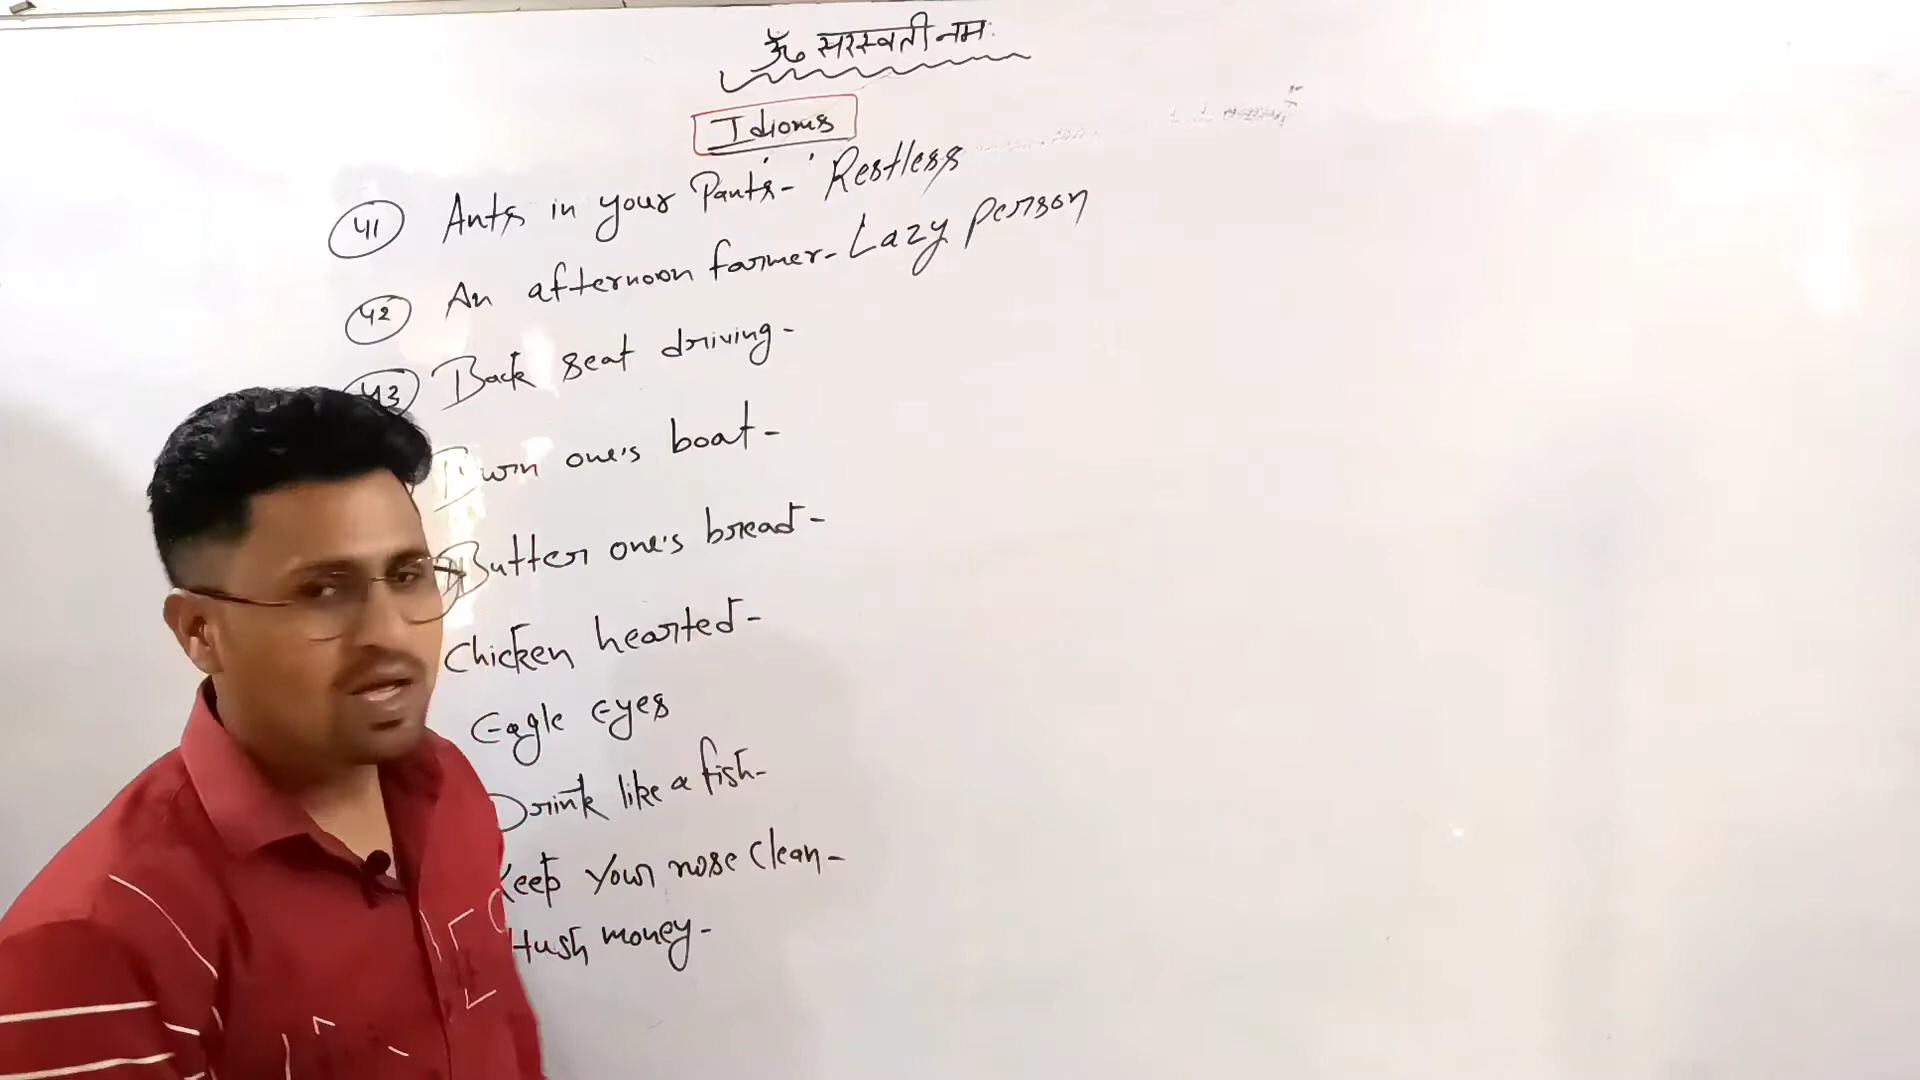 ॐ सरस्वती नमः
Idioms
41 Ants in your Pants - Restless
42 An afternoon farmer - Lazy person
43 Back seat driving -
Burn one's boat -
Butter one's bread -
Chicken hearted -
Eagle Eyes
Drink like a fish -
Keep Your nose Clean -
Hush money -